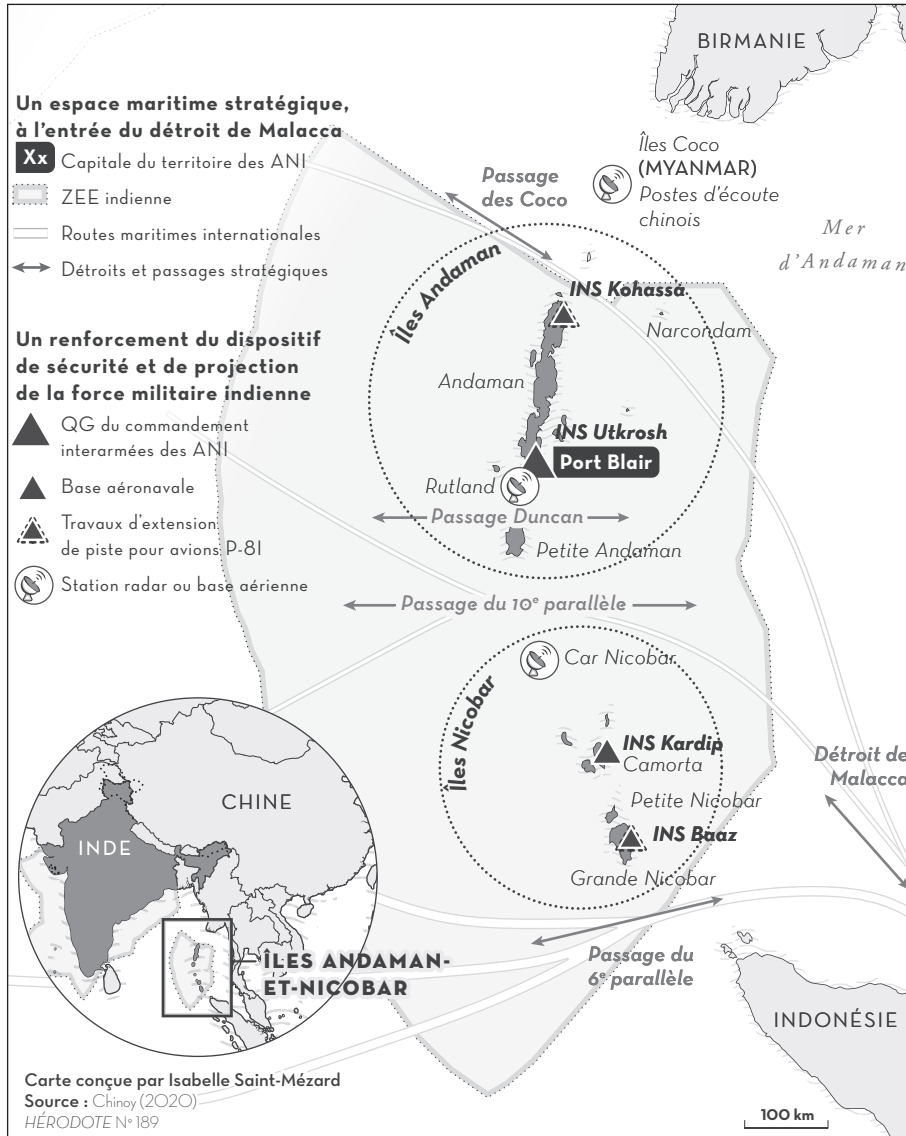 BIRMANIE
Un espace maritime stratégique,
à l'entrée du détroit de Malacca
Xx Capitale du territoire des ANI
ZEE indienne
Routes maritimes internationales
Détroits et passages stratégiques
Un renforcement du dispositif
de sécurité et de projection
de la force militaire indienne
QG du commandement
interarmées des ANI
Base aéronavale
Travaux d'extension
de piste pour avions P-8I
Station radar ou base aérienne
Îles Coco
(MYANMAR)
Postes d'écoute
chinois
Passage
des Coco
Mer
d'Andaman
Îles Andaman
INS Kohassa
Narcondam
Andaman
INS Utkrosh
Port Blair
Rutland
Passage Duncan
Petite Andaman
Passage du 10e parallèle
Car Nicobar
Îles Nicobar
INS Kardip
Camorta
Détroit de
Malacca
Petite Nicobar
INS Baaz
Grande Nicobar
Passage du
6e parallèle
INDONÉSIE
CHINE
INDE
ÎLES ANDAMAN-
ET-NICOBAR
Carte conçue par Isabelle Saint-Mézard
Source : Chinoy (2020)
HÉRODOTE N° 189
100 km